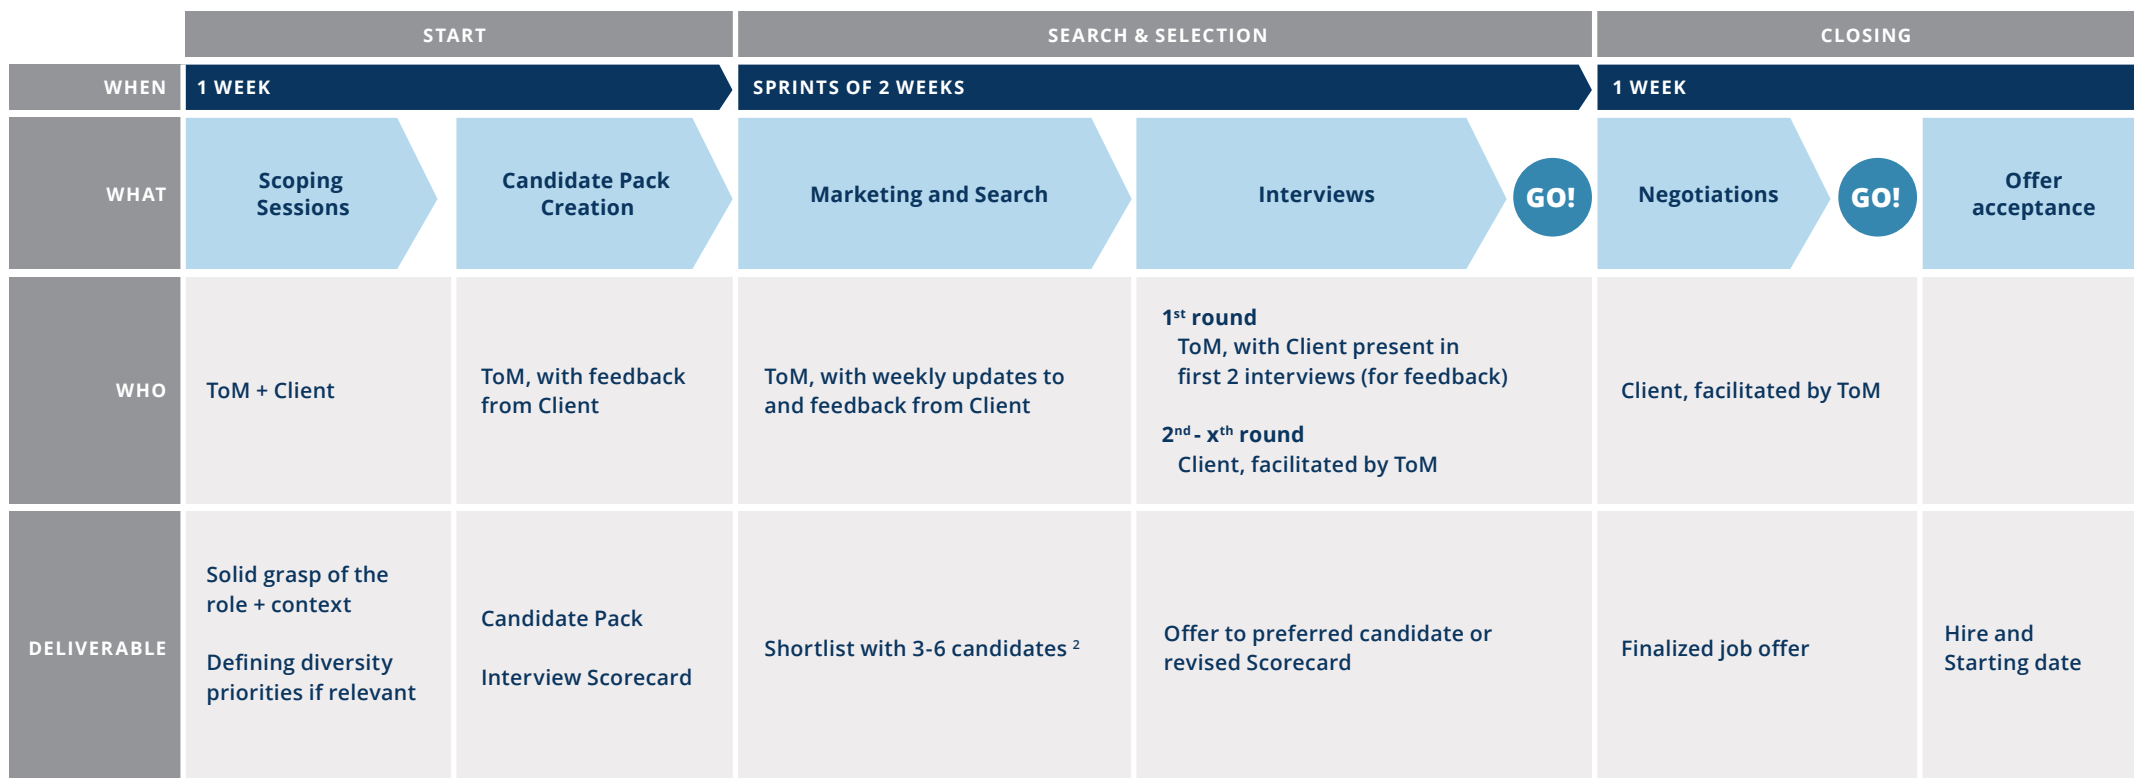 START
SEARCH & SELECTION
CLOSING
WHEN
1 WEEK
SPRINTS OF 2 WEEKS
1 WEEK
WHAT
Scoping
Sessions
Candidate Pack
Creation
Marketing and Search
Interviews
GO!
Negotiations
GO!
Offer
acceptance
WHO
ToM + Client
ToM, with feedback
from Client
ToM, with weekly updates to
and feedback from Client
1st round
ToM, with Client present in
first 2 interviews (for feedback)
2nd - xth round
Client, facilitated by ToM
Client, facilitated by ToM
DELIVERABLE
Solid grasp of the
role + context
Defining diversity
priorities if relevant
Candidate Pack
Interview Scorecard
Shortlist with 3-6 candidates 2
Offer to preferred candidate or
revised Scorecard
Finalized job offer
Hire and
Starting date